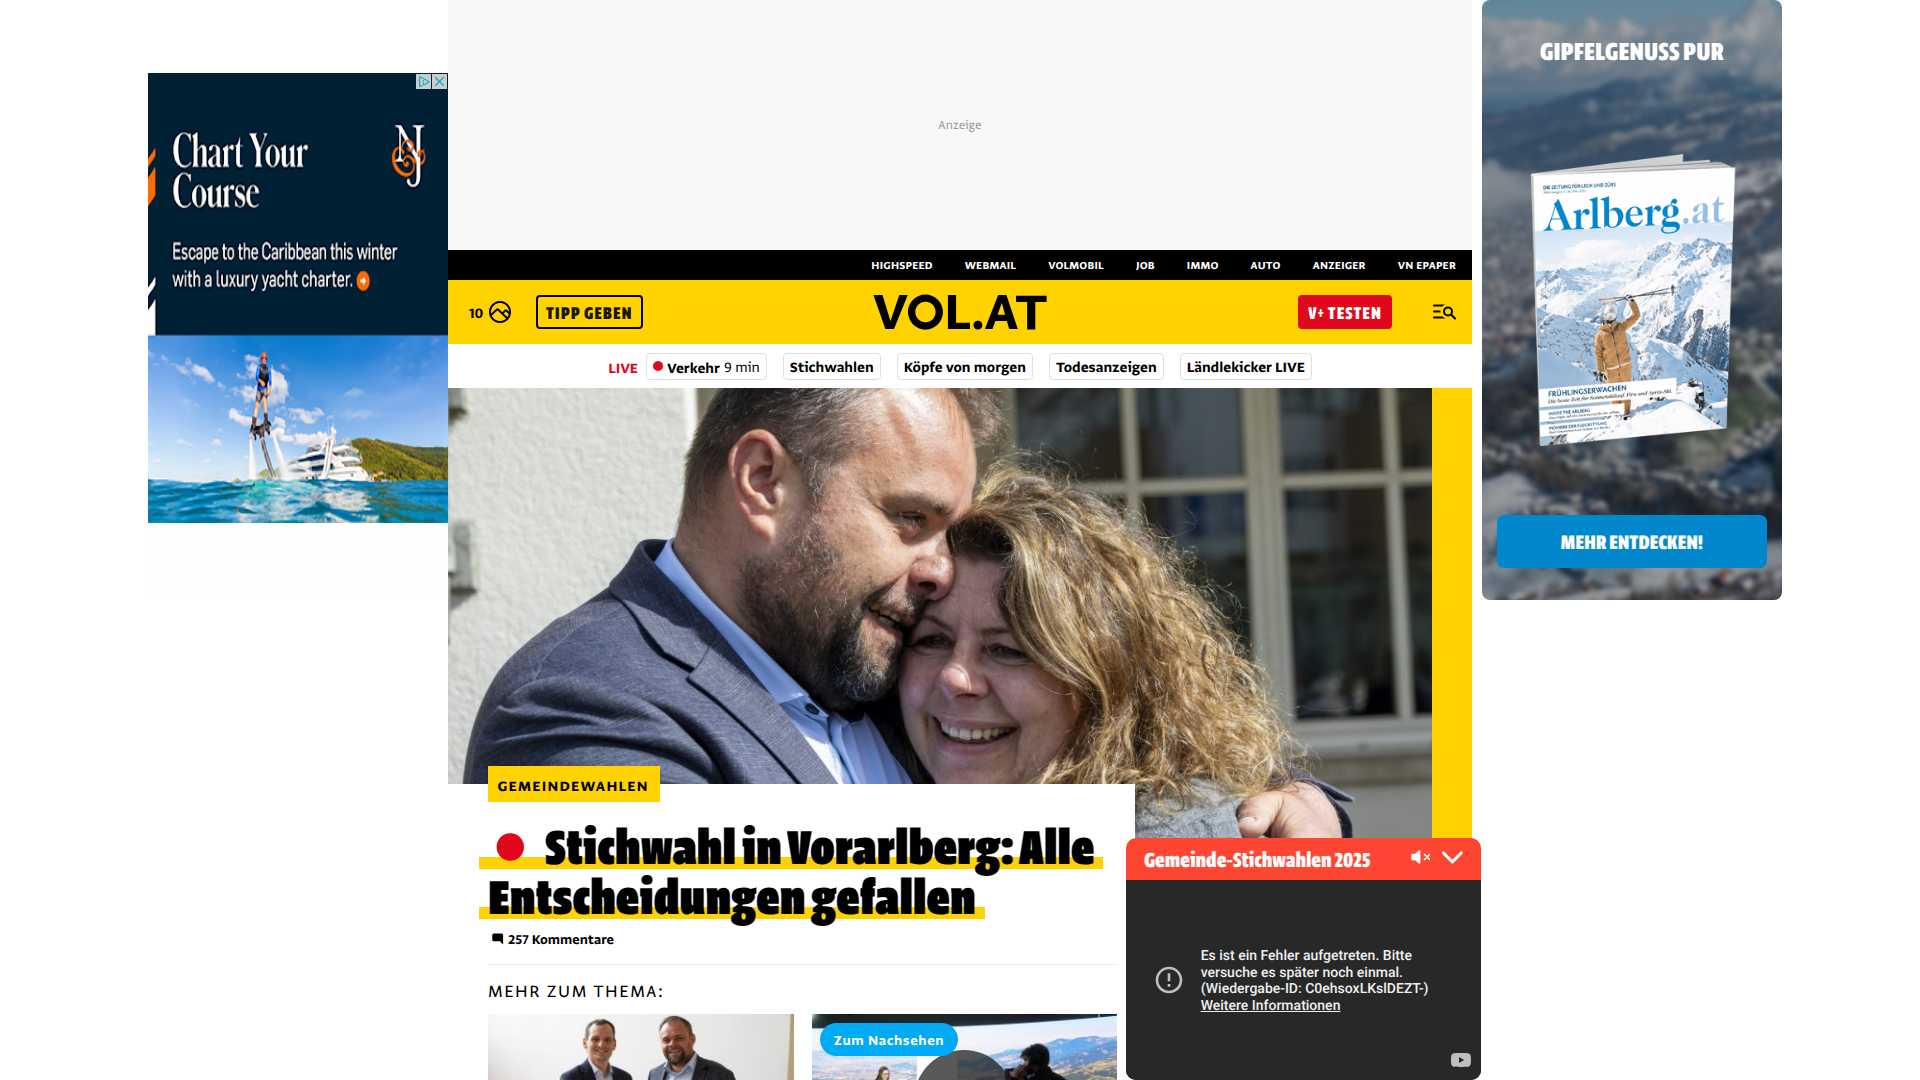 Anzeige
Chart Your
Course
Escape to the Caribbean this winter
with a luxury yacht charter.
GIPFELGENUSS PUR
Arlberg.at
FRÜHLINGSERWACHEN
MEHR ENTDECKEN!
HIGHSPEED WEBMAIL VOLMOBIL JOB IMMO AUTO ANZEIGER VN EPAPER
10 TIPP GEBEN VOL.AT V+ TESTEN
LIVE Verkehr 9 min Stichwahlen Köpfe von morgen Todesanzeigen Ländlekicker LIVE
GEMEINDEWAHLEN
Stichwahl in Vorarlberg: Alle
Entscheidungen gefallen
257 Kommentare
MEHR ZUM THEMA:
Zum Nachsehen
Gemeinde-Stichwahlen 2025
Es ist ein Fehler aufgetreten. Bitte
versuche es später noch einmal.
(Wiedergabe-ID: C0ehsoxLKslDEZT-)
Weitere Informationen